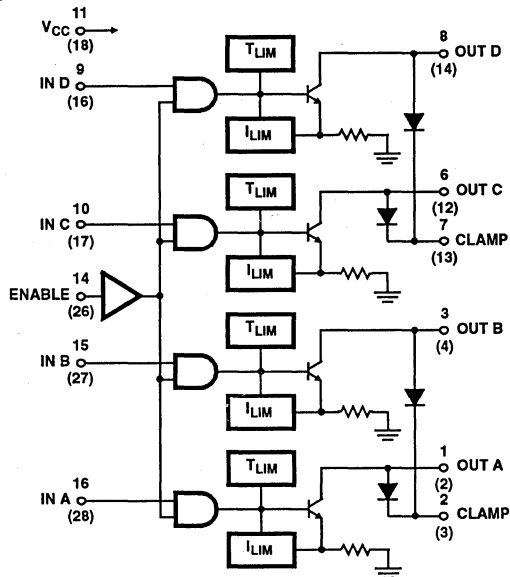 11
VCC
(18)
8
OUT D
(14)
TLIM
9
IN D
(16)
ILIM
6
OUT C
(12)
TLIM
10
IN C
(17)
7
CLAMP
(13)
ILIM
14
ENABLE
(26)
3
OUT B
(4)
TLIM
15
IN B
(27)
ILIM
1
OUT A
(2)
TLIM
16
IN A
(28)
2
CLAMP
(3)
ILIM